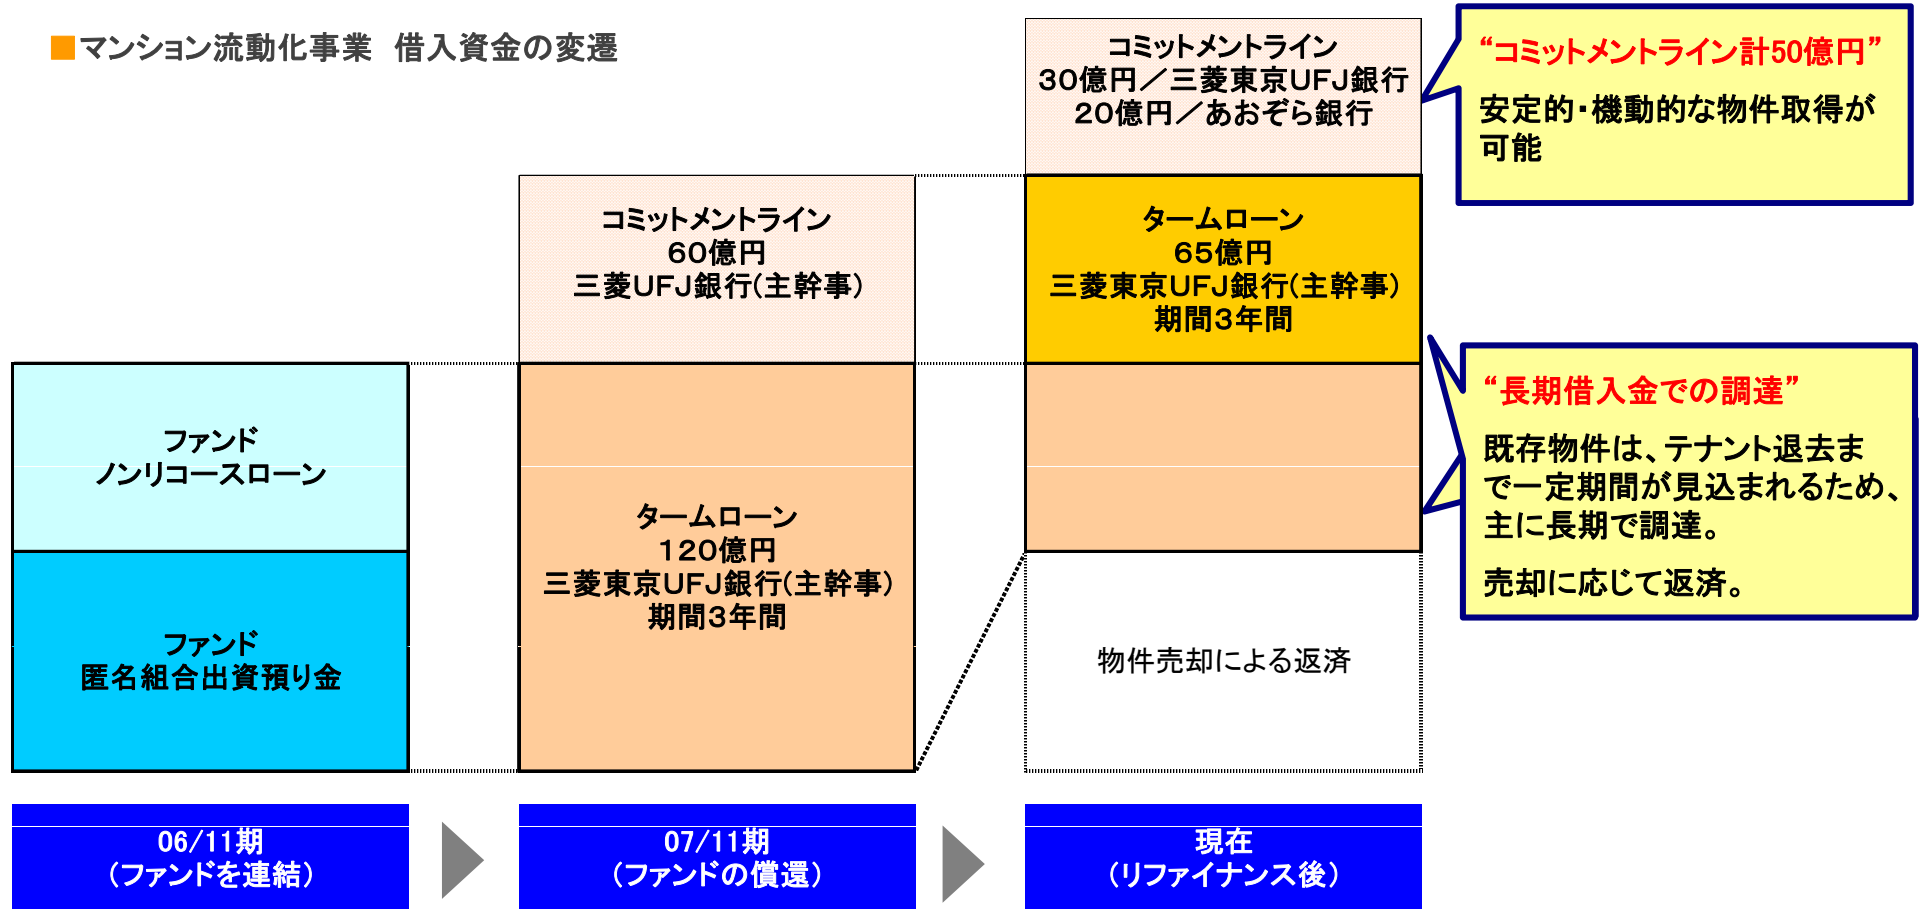 ■マンション流動化事業　借入資金の変遷
コミットメントライン
30億円／三菱東京UFJ銀行
20億円／あおぞら銀行
“コミットメントライン計50億円”
安定的・機動的な物件取得が
可能
コミットメントライン
60億円
三菱UFJ銀行(主幹事)
タームローン
65億円
三菱東京UFJ銀行(主幹事)
期間3年間
ファンド
ノンリコースローン
タームローン
120億円
三菱東京UFJ銀行(主幹事)
期間3年間
“長期借入金での調達”
既存物件は、テナント退去ま
で一定期間が見込まれるため、
主に長期で調達。
売却に応じて返済。
ファンド
匿名組合出資預り金
物件売却による返済
06/11期
（ファンドを連結）
07/11期
（ファンドの償還）
現在
（リファイナンス後）